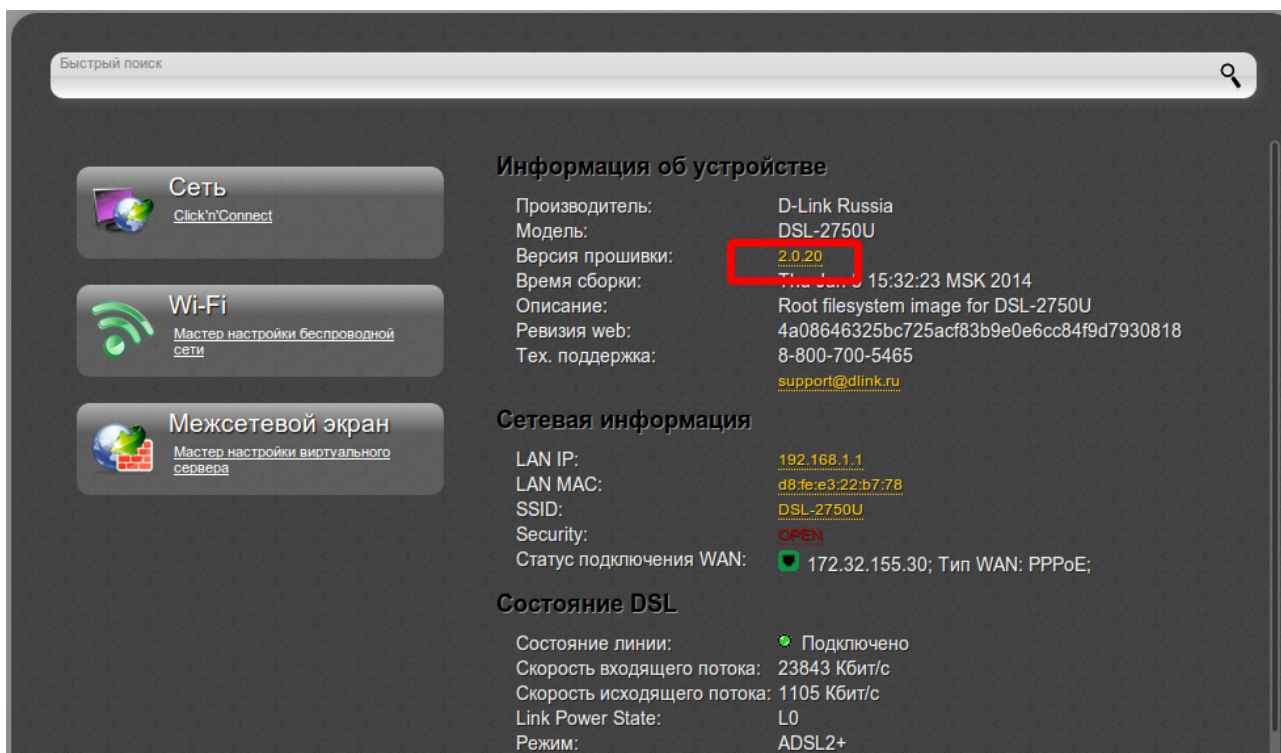 Быстрый поиск
Сеть
Click'n'Connect
Wi-Fi
Мастер настройки беспроводной
сети
Межсетевой экран
Мастер настройки виртуального
сервера
Информация об устройстве
Производитель: D-Link Russia
Модель: DSL-2750U
Версия прошивки: 2.0.20
Время сборки: Thu Jun 5 15:32:23 MSK 2014
Описание: Root filesystem image for DSL-2750U
Ревизия web: 4a08646325bc725acf83b9e0e6cc84f9d7930818
Тех. поддержка: 8-800-700-5465
support@dlink.ru
Сетевая информация
LAN IP: 192.168.1.1
LAN MAC: d8:fe:e3:22:b7:78
SSID: DSL-2750U
Security: OPEN
Статус подключения WAN: 172.32.155.30; Тип WAN: PPPoE;
Состояние DSL
Состояние линии: Подключено
Скорость входящего потока: 23843 Кбит/с
Скорость исходящего потока: 1105 Кбит/с
Link Power State: L0
Режим: ADSL2+